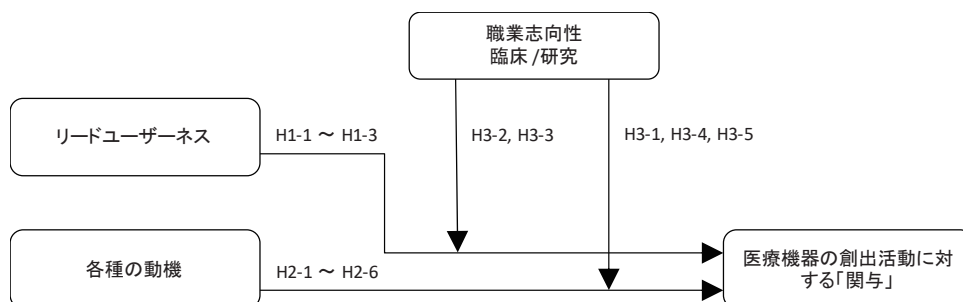 職業志向性
臨床/研究
リードユーザーネス
H1-1 ～ H1-3
H3-2, H3-3
H3-1, H3-4, H3-5
各種の動機
H2-1 ～ H2-6
医療機器の創出活動に対
する「関与」